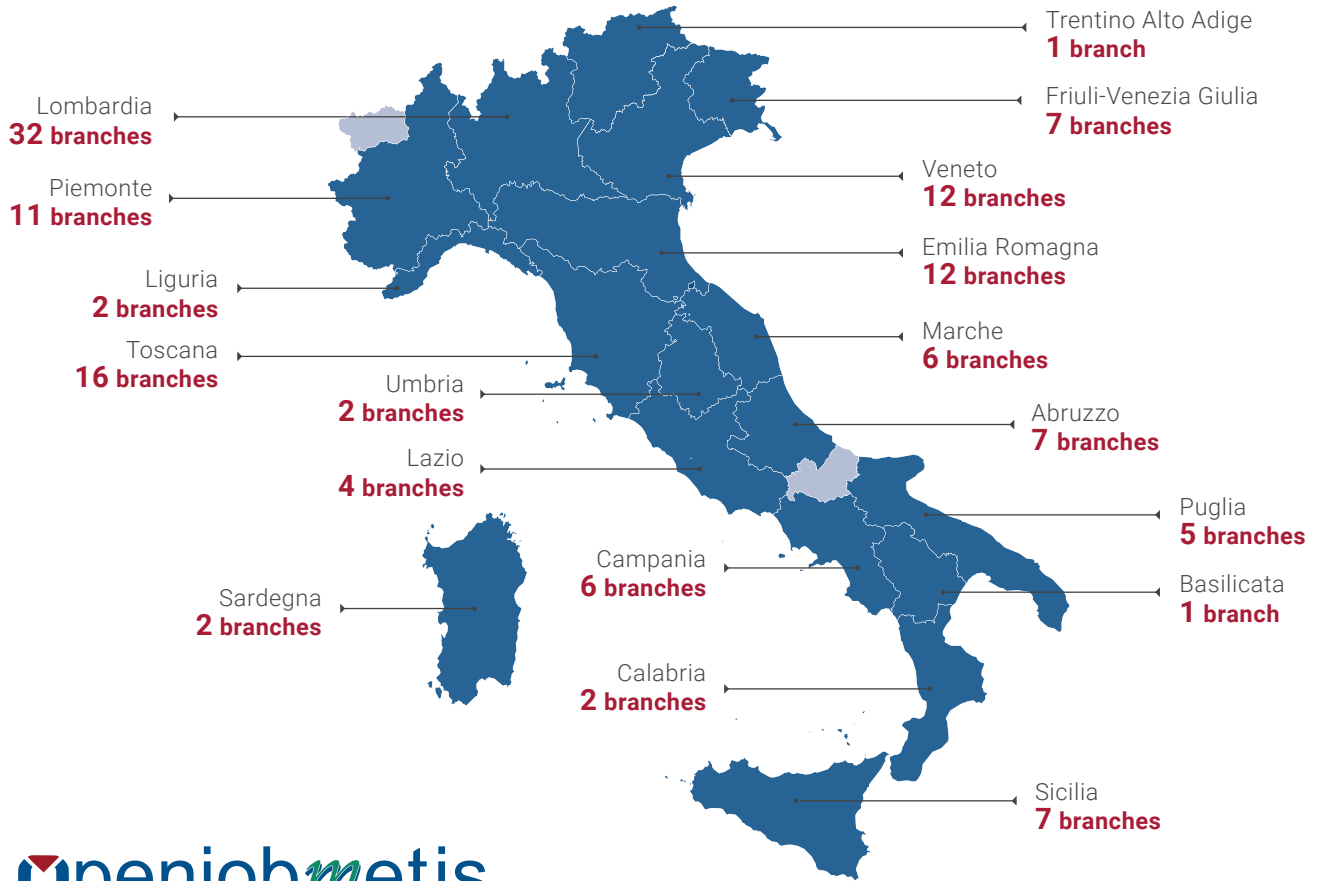 Trentino Alto Adige
1 branch
Friuli-Venezia Giulia
7 branches
Lombardia
32 branches
Veneto
12 branches
Piemonte
11 branches
Emilia Romagna
12 branches
Liguria
2 branches
Marche
6 branches
Toscana
16 branches
Umbria
2 branches
Abruzzo
7 branches
Lazio
4 branches
Puglia
5 branches
Campania
6 branches
Basilicata
1 branch
Sardegna
2 branches
Calabria
2 branches
Sicilia
7 branches
openjobmetis